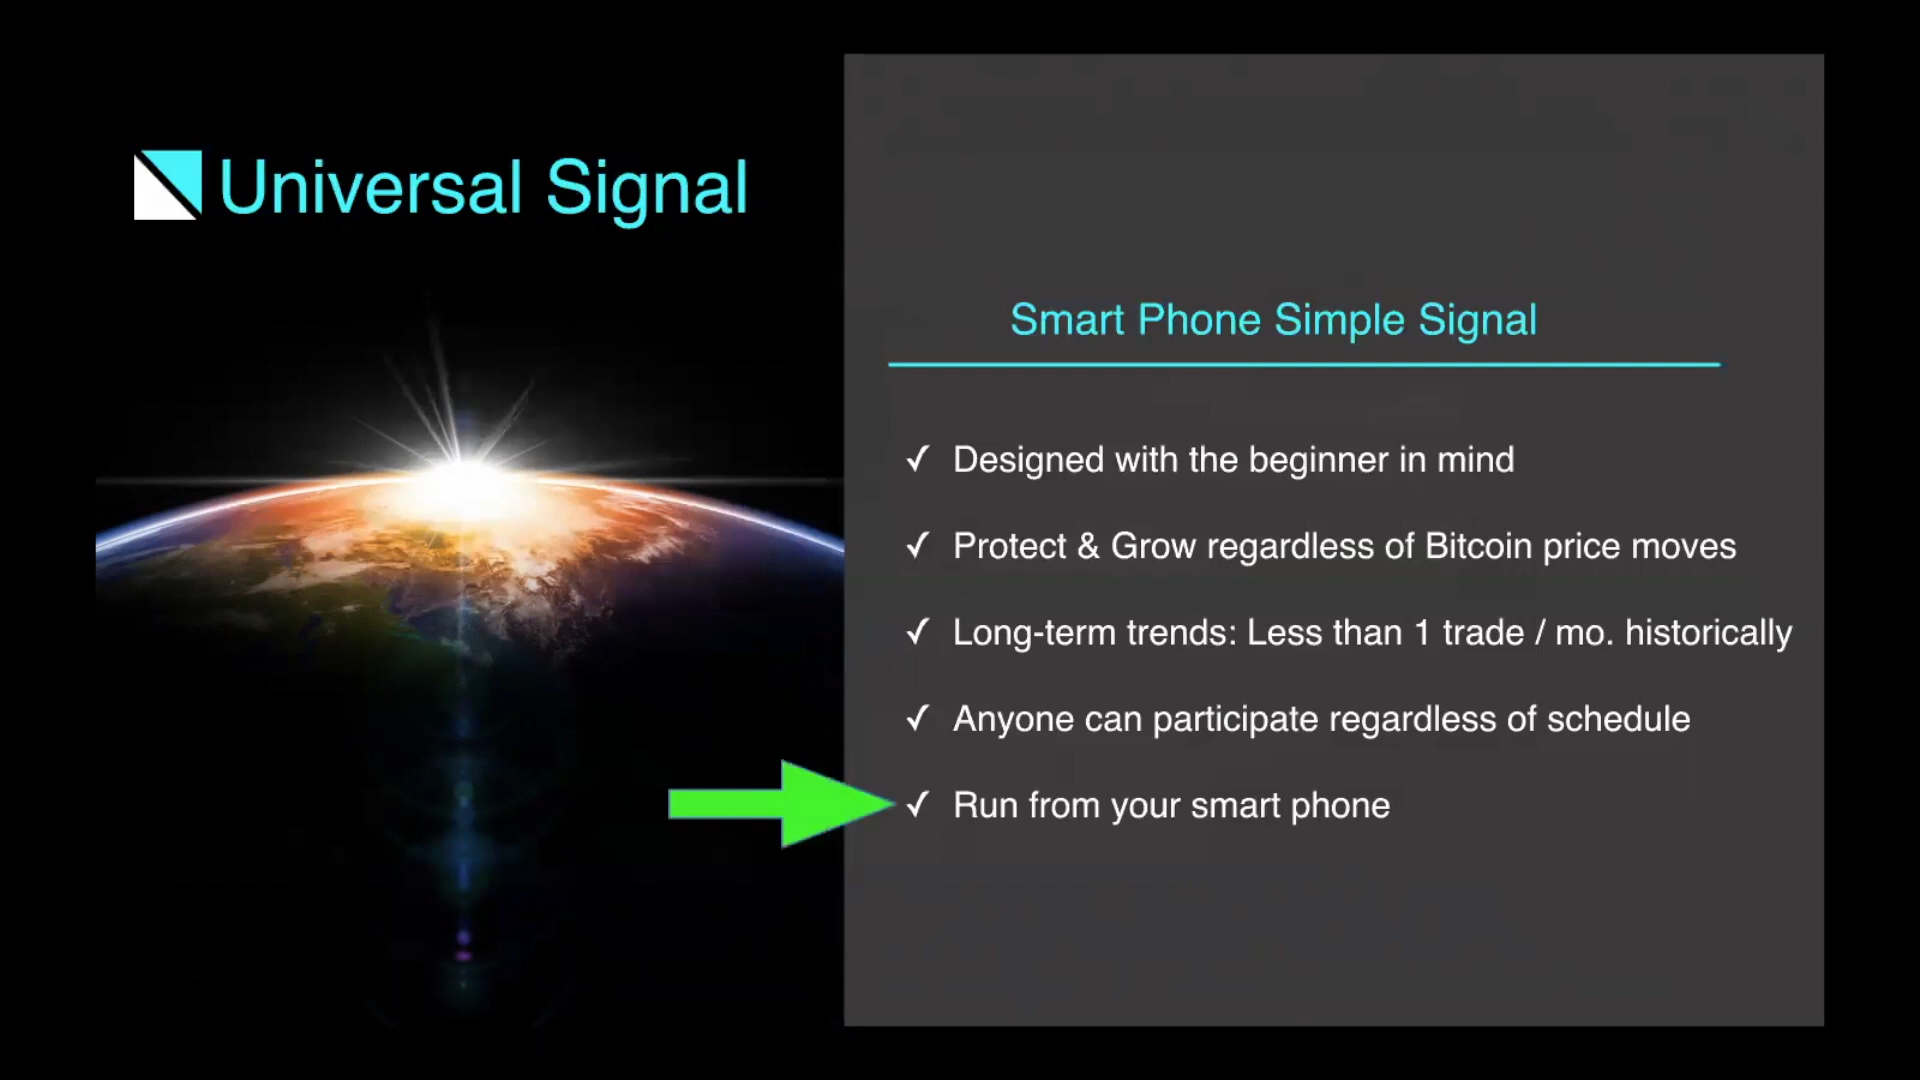 Universal Signal
Smart Phone Simple Signal
✓ Designed with the beginner in mind
✓ Protect & Grow regardless of Bitcoin price moves
✓ Long-term trends: Less than 1 trade / mo. historically
✓ Anyone can participate regardless of schedule
✓ Run from your smart phone